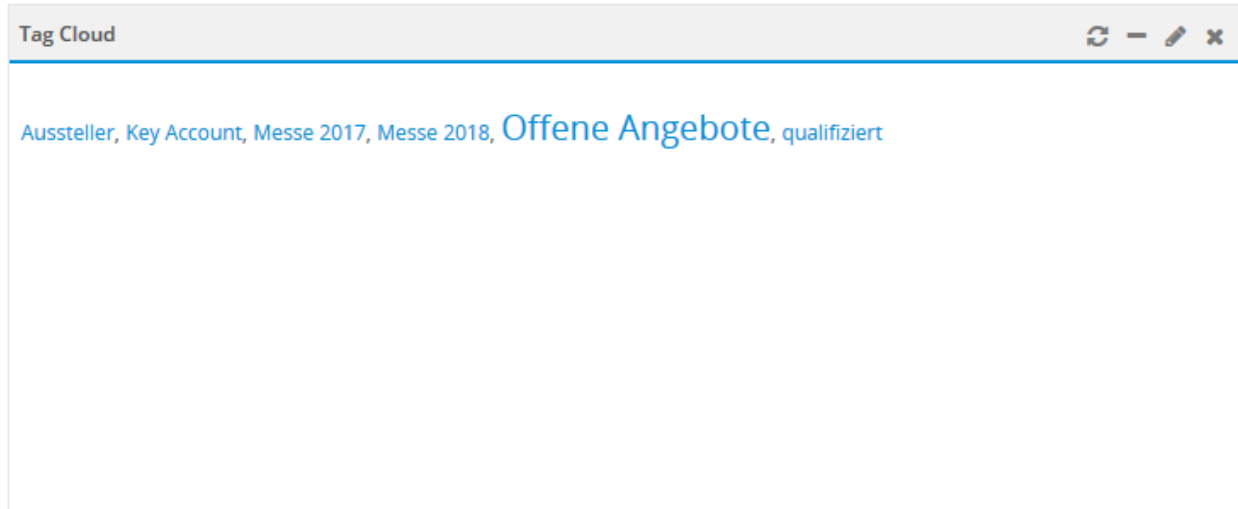 Tag Cloud
Aussteller, Key Account, Messe 2017, Messe 2018, Offene Angebote, qualifiziert